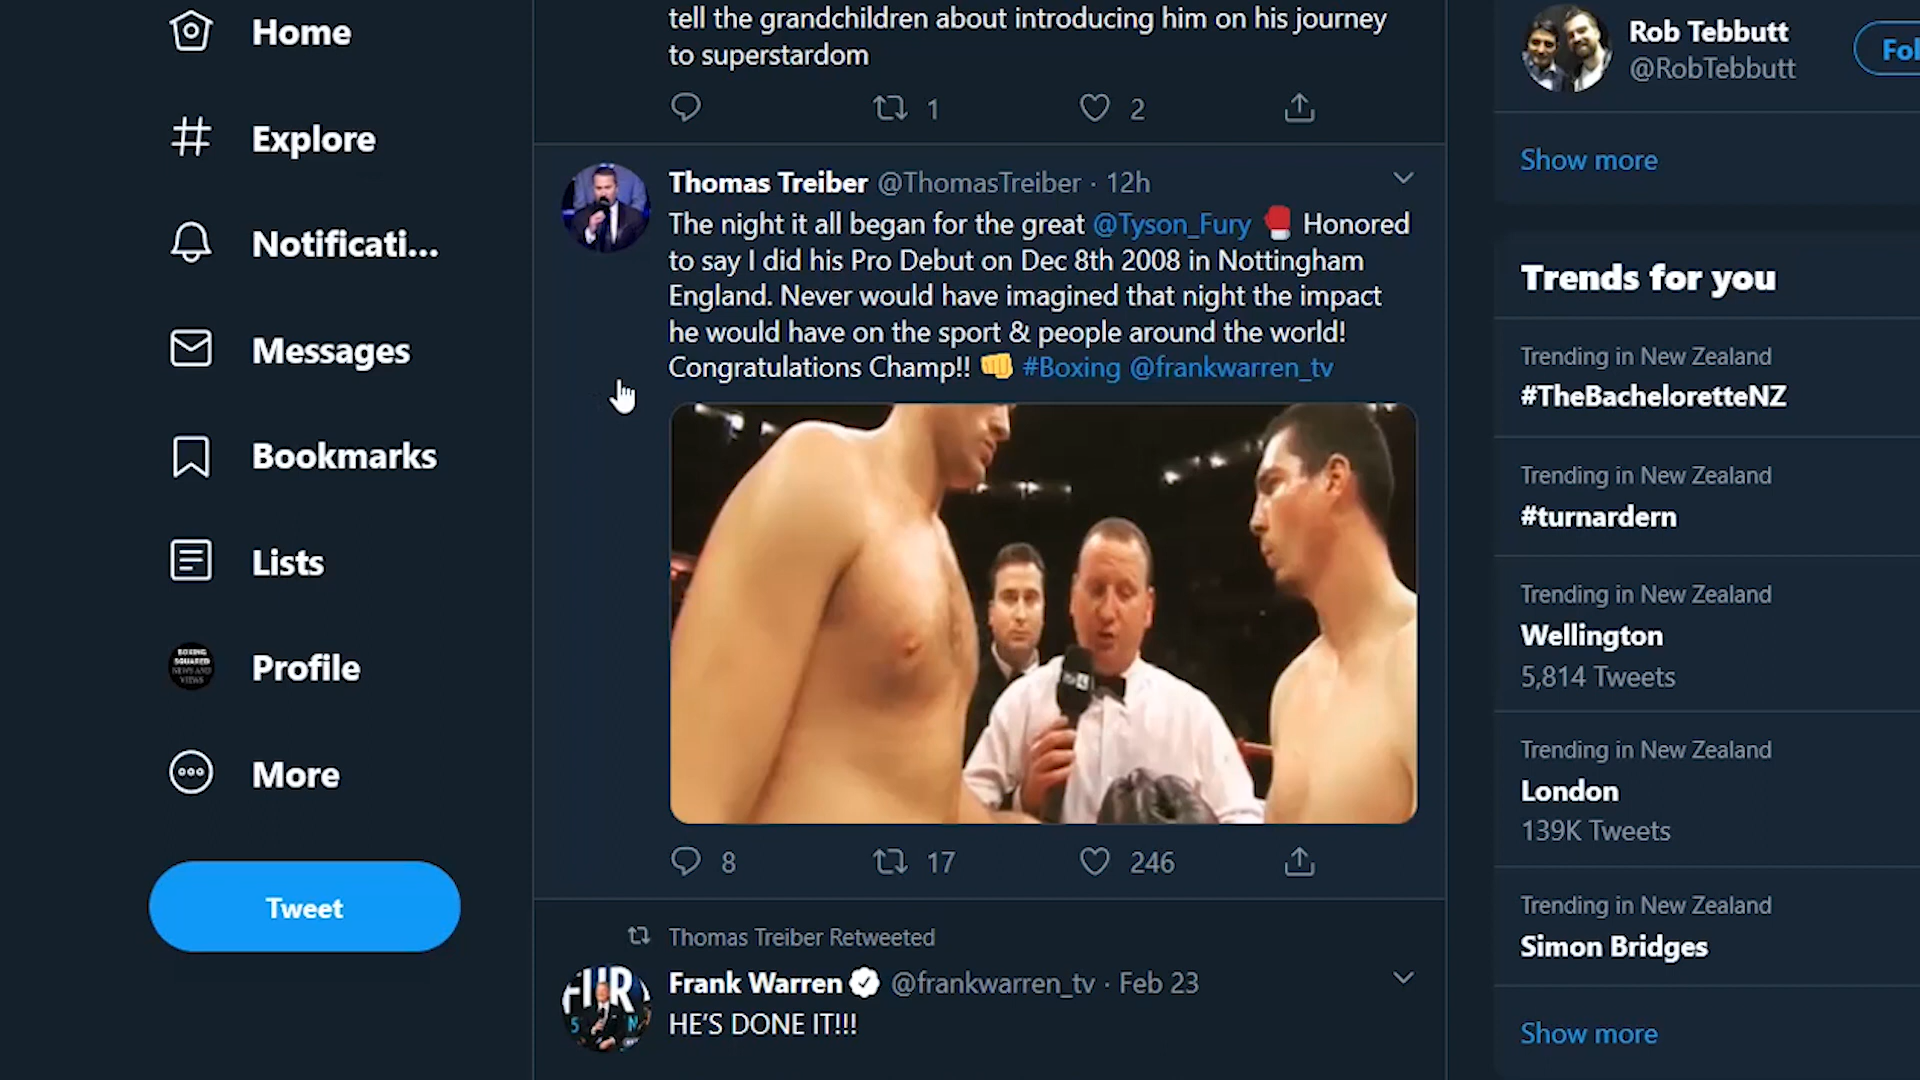 Home
Explore
Notificati...
Messages
Bookmarks
Lists
BOXING
SQUARED
NEWS AND
VIEWS
Profile
More
Tweet
tell the grandchildren about introducing him on his journey
to superstardom
1
2
Thomas Treiber @ThomasTreiber · 12h
The night it all began for the great @Tyson_Fury 🥊 Honored
to say I did his Pro Debut on Dec 8th 2008 in Nottingham
England. Never would have imagined that night the impact
he would have on the sport & people around the world!
Congratulations Champ!! 👊 #Boxing @frankwarren_tv
8
17
246
Thomas Treiber Retweeted
Frank Warren @frankwarren_tv · Feb 23
HE'S DONE IT!!!
Rob Tebbutt
@RobTebbutt
Fol
Show more
Trends for you
Trending in New Zealand
#TheBacheloretteNZ
Trending in New Zealand
#turnardern
Trending in New Zealand
Wellington
5,814 Tweets
Trending in New Zealand
London
139K Tweets
Trending in New Zealand
Simon Bridges
Show more